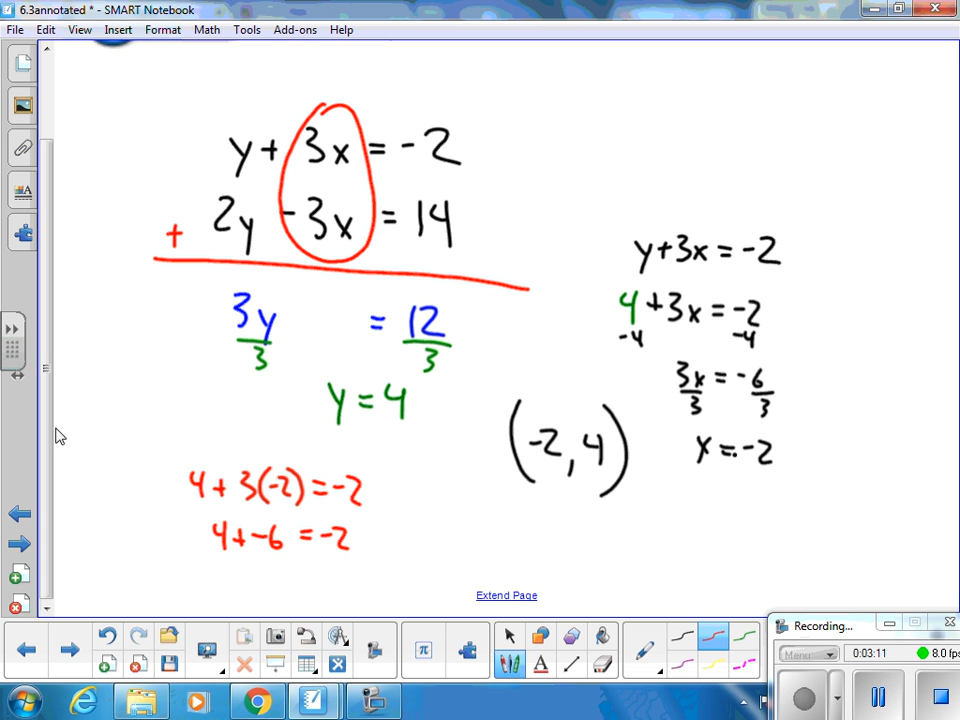 6.3annotated * - SMART Notebook
File Edit View Insert Format Math Tools Add-ons Help
y + 3x = -2
+ 2y - 3x = 14
3y = 12
3 3
y = 4
y + 3x = -2
4 + 3x = -2
-4 -4
3x = -6
3 3
x = -2
(-2, 4)
4 + 3(-2) = -2
4 + -6 = -2
Extend Page
π
A
Recording...
Menu
0:03:11
8.0 fps